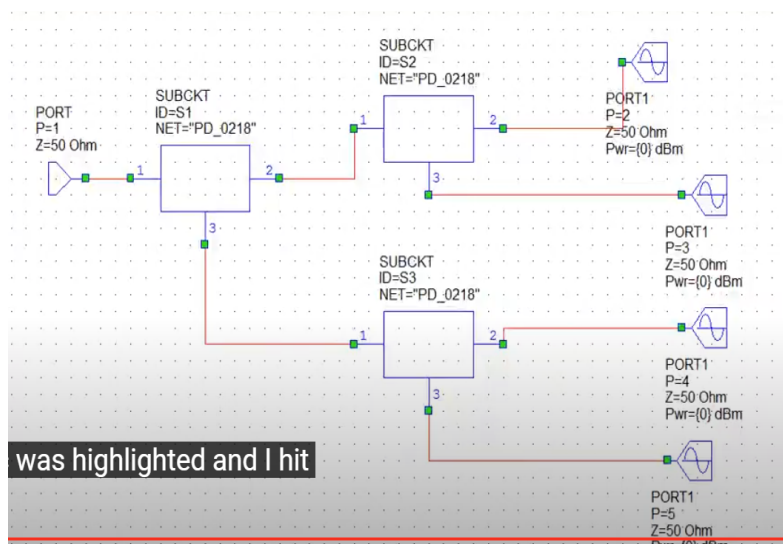 PORT
P=1
Z=50 Ohm
SUBCKT
ID=S1
NET="PD_0218"
1
2
3
SUBCKT
ID=S2
NET="PD_0218"
1
2
3
PORT1
P=2
Z=50 Ohm
Pwr={0} dBm
PORT1
P=3
Z=50 Ohm
Pwr={0} dBm
SUBCKT
ID=S3
NET="PD_0218"
1
2
3
PORT1
P=4
Z=50 Ohm
Pwr={0} dBm
PORT1
P=5
Z=50 Ohm
was highlighted and I hit